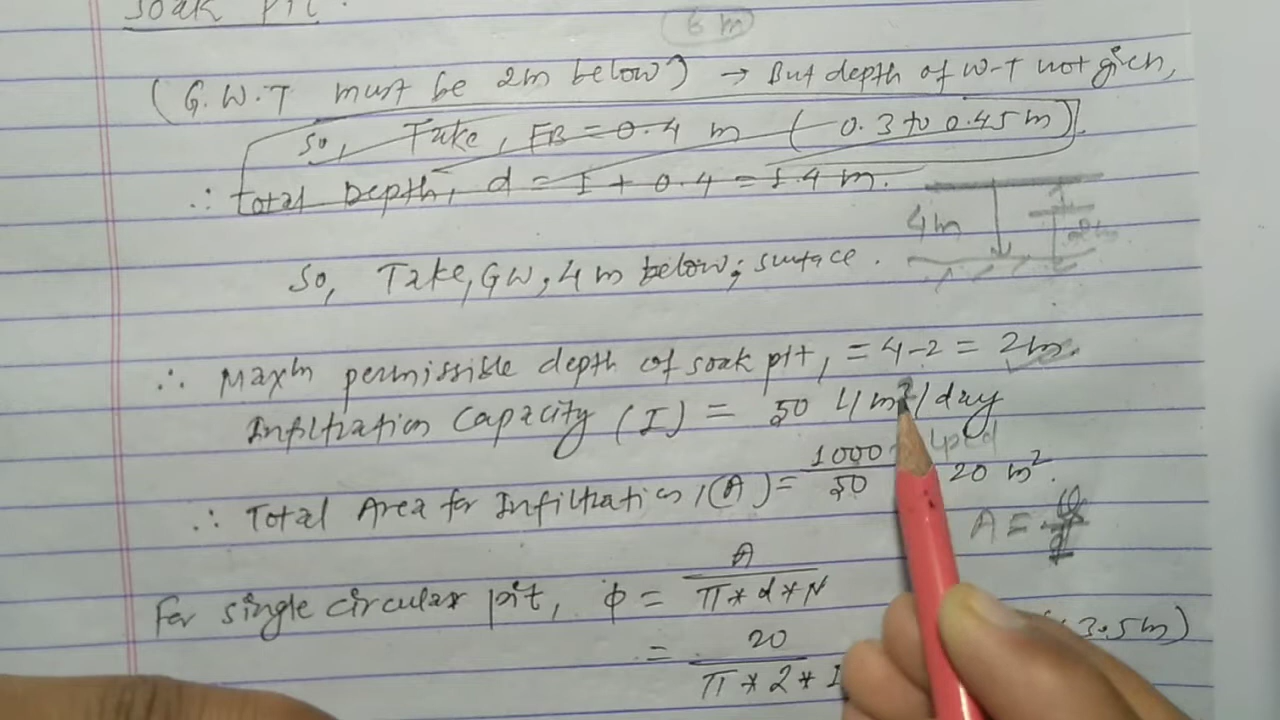 Soak Pit.
6 m
(G.W.T must be 2m below) → But depth of W-T not given,
So, Take, FB = 0.4 m (0.3 to 0.45 m)
∴ total Depth, d = 1 + 0.4 = 1.4 m.
4m
So, Take, GW, 4m below; surface.
∴ Maxm permissible depth of soak pit, = 4-2 = 2m.
Infiltration Capacity (I) = 50 l/m²/day
∴ Total Area for Infiltration, (A) = 1000/50 20 m².
A =
For single circular pit, ϕ = A/π*d*N
= 20/π*2*1 3.5m)